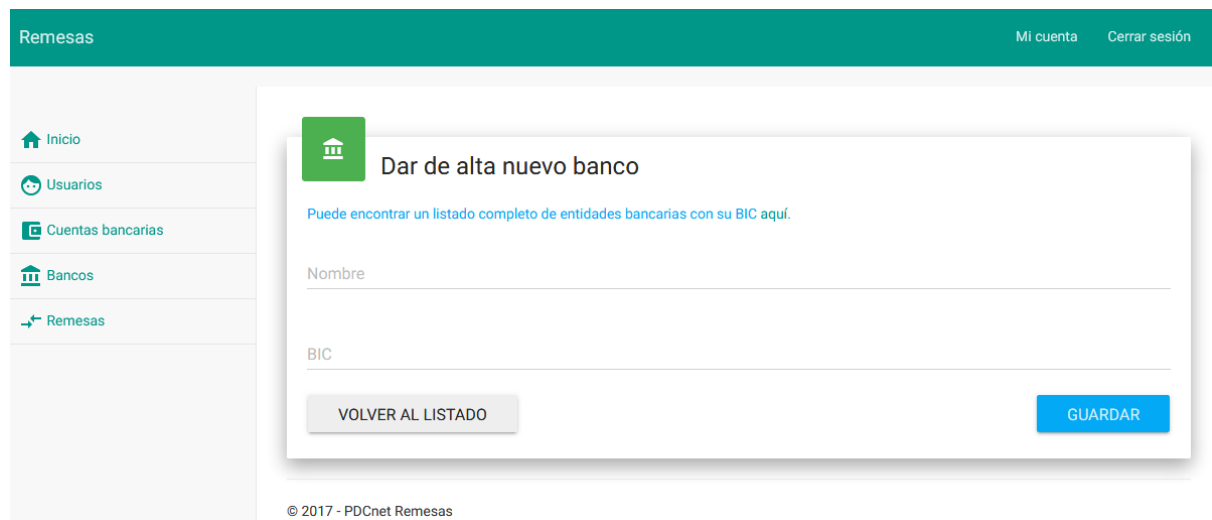 Remesas
Mi cuenta
Cerrar sesión
Inicio
Usuarios
Cuentas bancarias
Bancos
Remesas
Dar de alta nuevo banco
Puede encontrar un listado completo de entidades bancarias con su BIC aquí.
Nombre
BIC
VOLVER AL LISTADO
GUARDAR
© 2017 - PDCnet Remesas